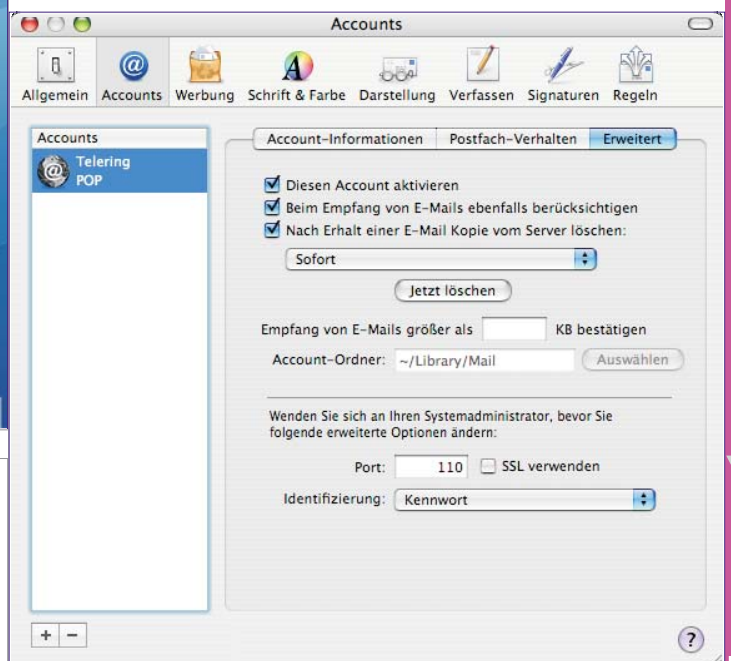 Accounts
Allgemein Accounts Werbung Schrift & Farbe Darstellung Verfassen Signaturen Regeln
Accounts
Telering
POP
Account-Informationen Postfach-Verhalten Erweitert
Diesen Account aktivieren
Beim Empfang von E-Mails ebenfalls berücksichtigen
Nach Erhalt einer E-Mail Kopie vom Server löschen:
Sofort
Jetzt löschen
Empfang von E-Mails größer als KB bestätigen
Account-Ordner: ~/Library/Mail Auswählen
Wenden Sie sich an Ihren Systemadministrator, bevor Sie
folgende erweiterte Optionen ändern:
Port: 110 SSL verwenden
Identifizierung: Kennwort
+ − ?